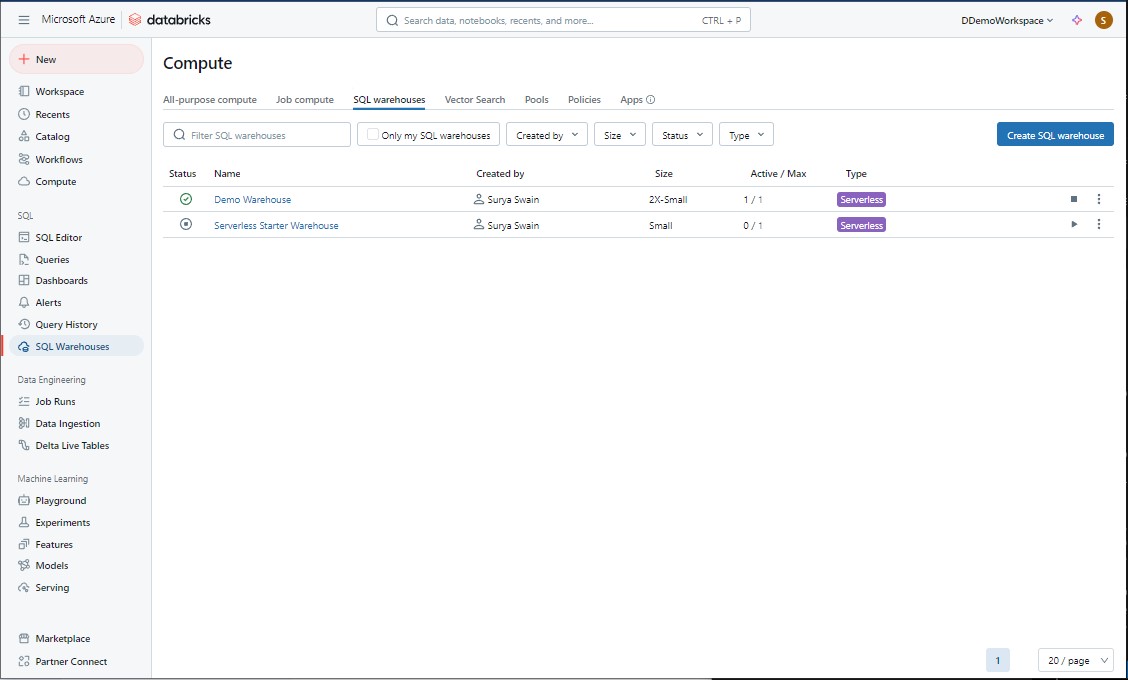 Microsoft Azure databricks Search data, notebooks, recents, and more... CTRL + P DDemoWorkspace S
New
Workspace
Recents
Catalog
Workflows
Compute
SQL
SQL Editor
Queries
Dashboards
Alerts
Query History
SQL Warehouses
Data Engineering
Job Runs
Data Ingestion
Delta Live Tables
Machine Learning
Playground
Experiments
Features
Models
Serving
Marketplace
Partner Connect
Compute
All-purpose compute Job compute SQL warehouses Vector Search Pools Policies Apps
Filter SQL warehouses Only my SQL warehouses Created by Size Status Type Create SQL warehouse
Status Name Created by Size Active / Max Type
Demo Warehouse Surya Swain 2X-Small 1 / 1 Serverless
Serverless Starter Warehouse Surya Swain Small 0 / 1 Serverless
1 20 / page